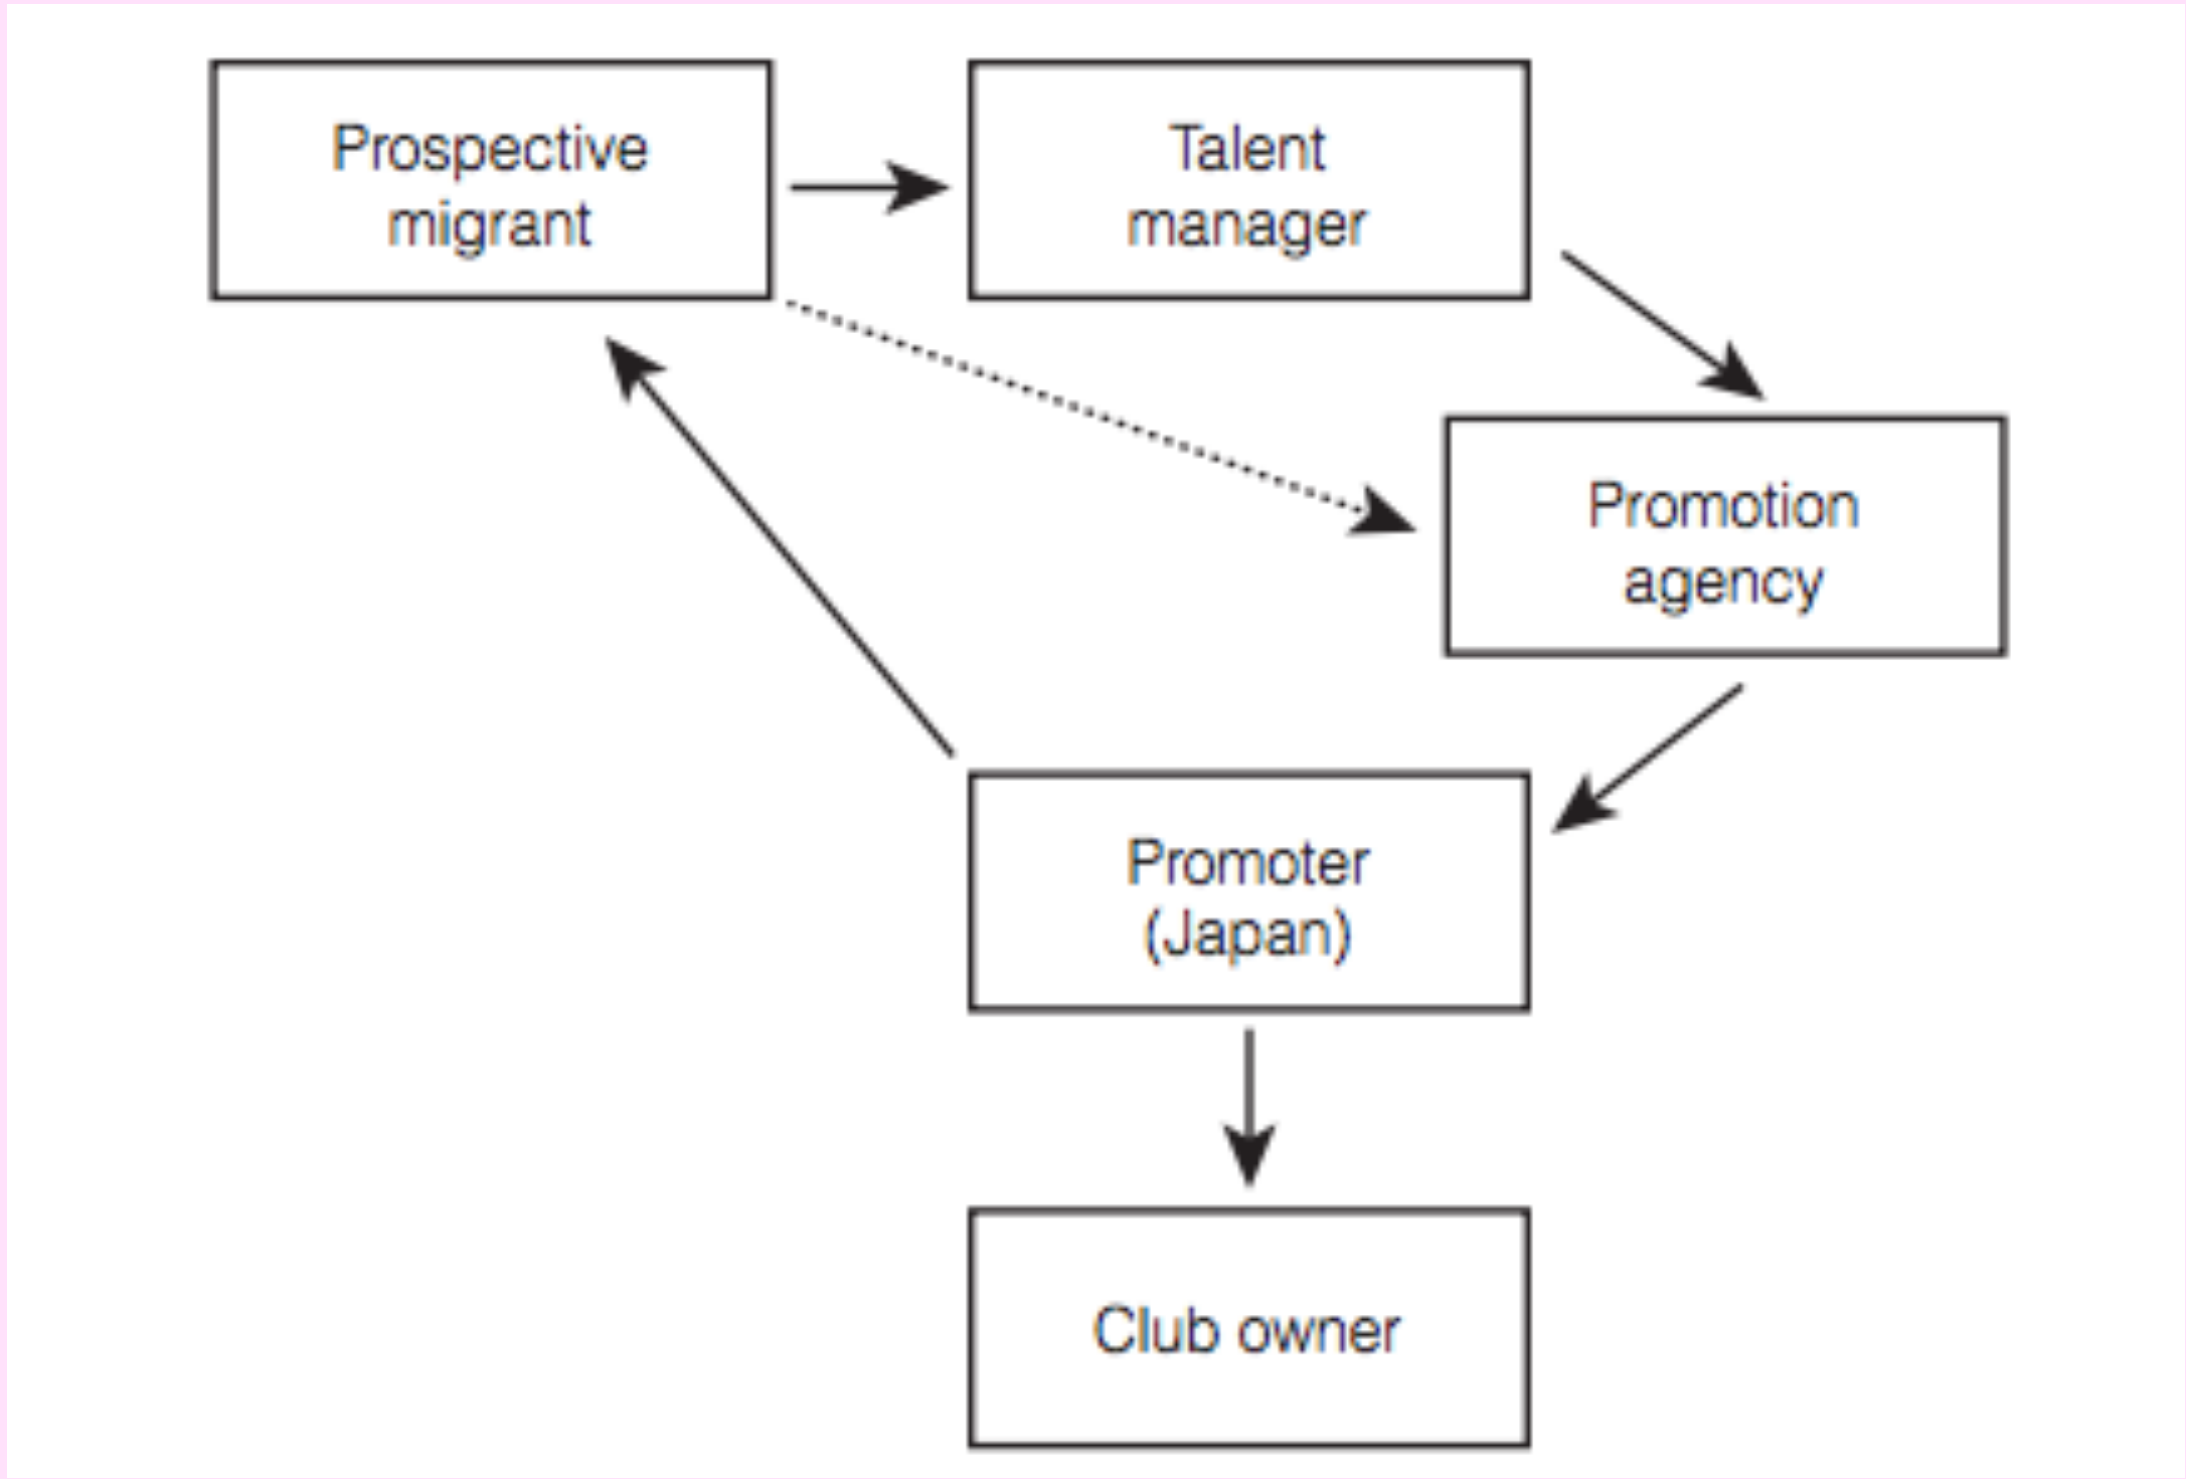 Prospective
migrant
Talent
manager
Promotion
agency
Promoter
(Japan)
Club owner